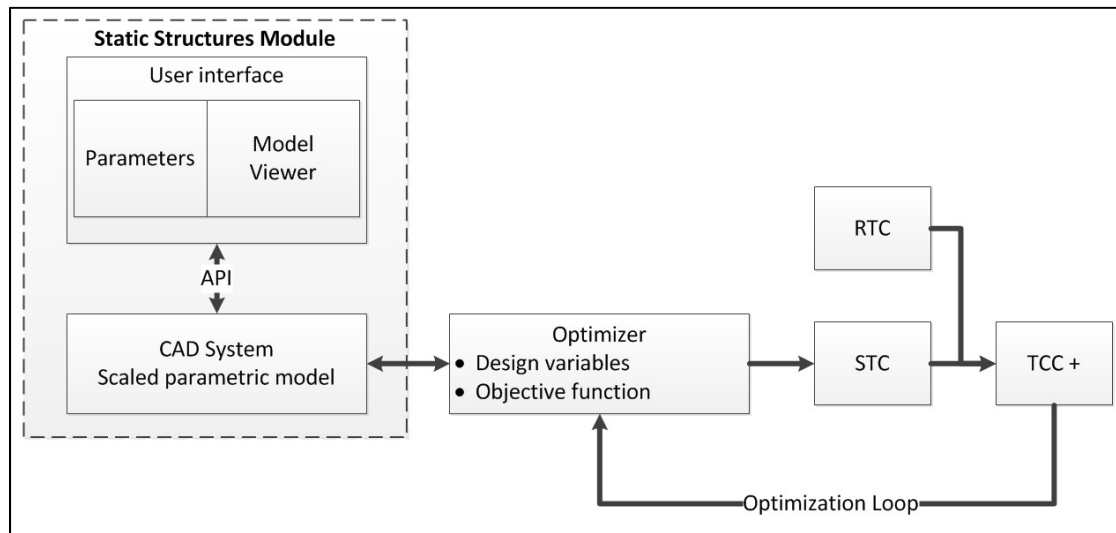 Static Structures Module
User interface
Parameters
Model
Viewer
API
CAD System
Scaled parametric model
Optimizer
• Design variables
• Objective function
RTC
STC
TCC +
Optimization Loop